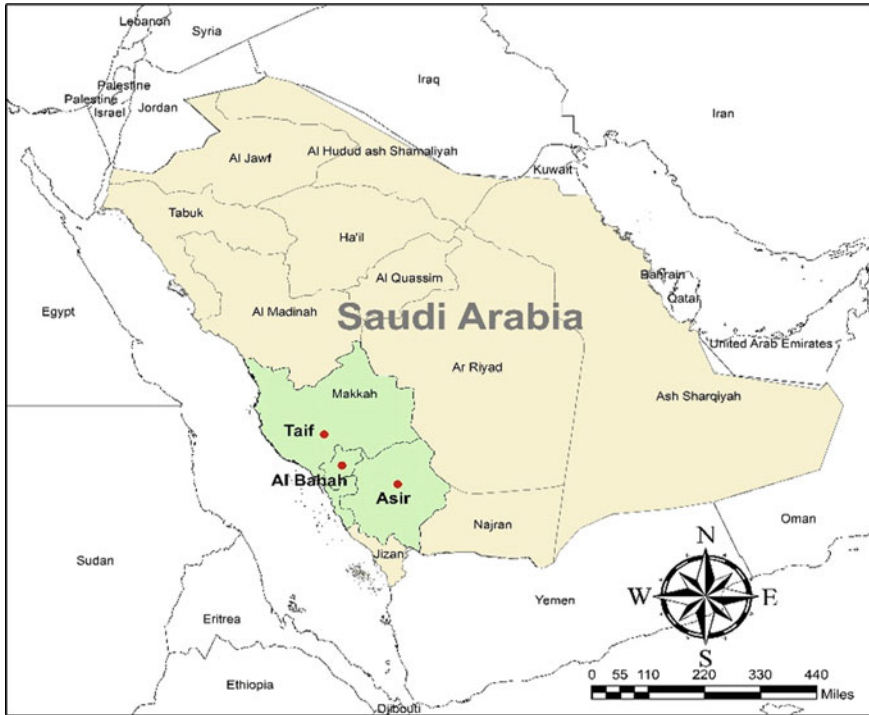 Lebanon
Syria
Iraq
Iran
Palestine
Palestine
Israel
Jordan
Al Jawf
Al Hudud ash Shamaliyah
Kuwait
Tabuk
Ha'il
Al Quassim
Bahrain
Qatar
Egypt
Al Madinah
Saudi Arabia
United Arab Emirates
Ar Riyad
Makkah
Ash Sharqiyah
Taif
Al Bahah
Asir
Najran
Oman
Jizan
N
Sudan
W
E
Yemen
Eritrea
S
0 55 110 220 330 440
Miles
Ethiopia
Djibouti